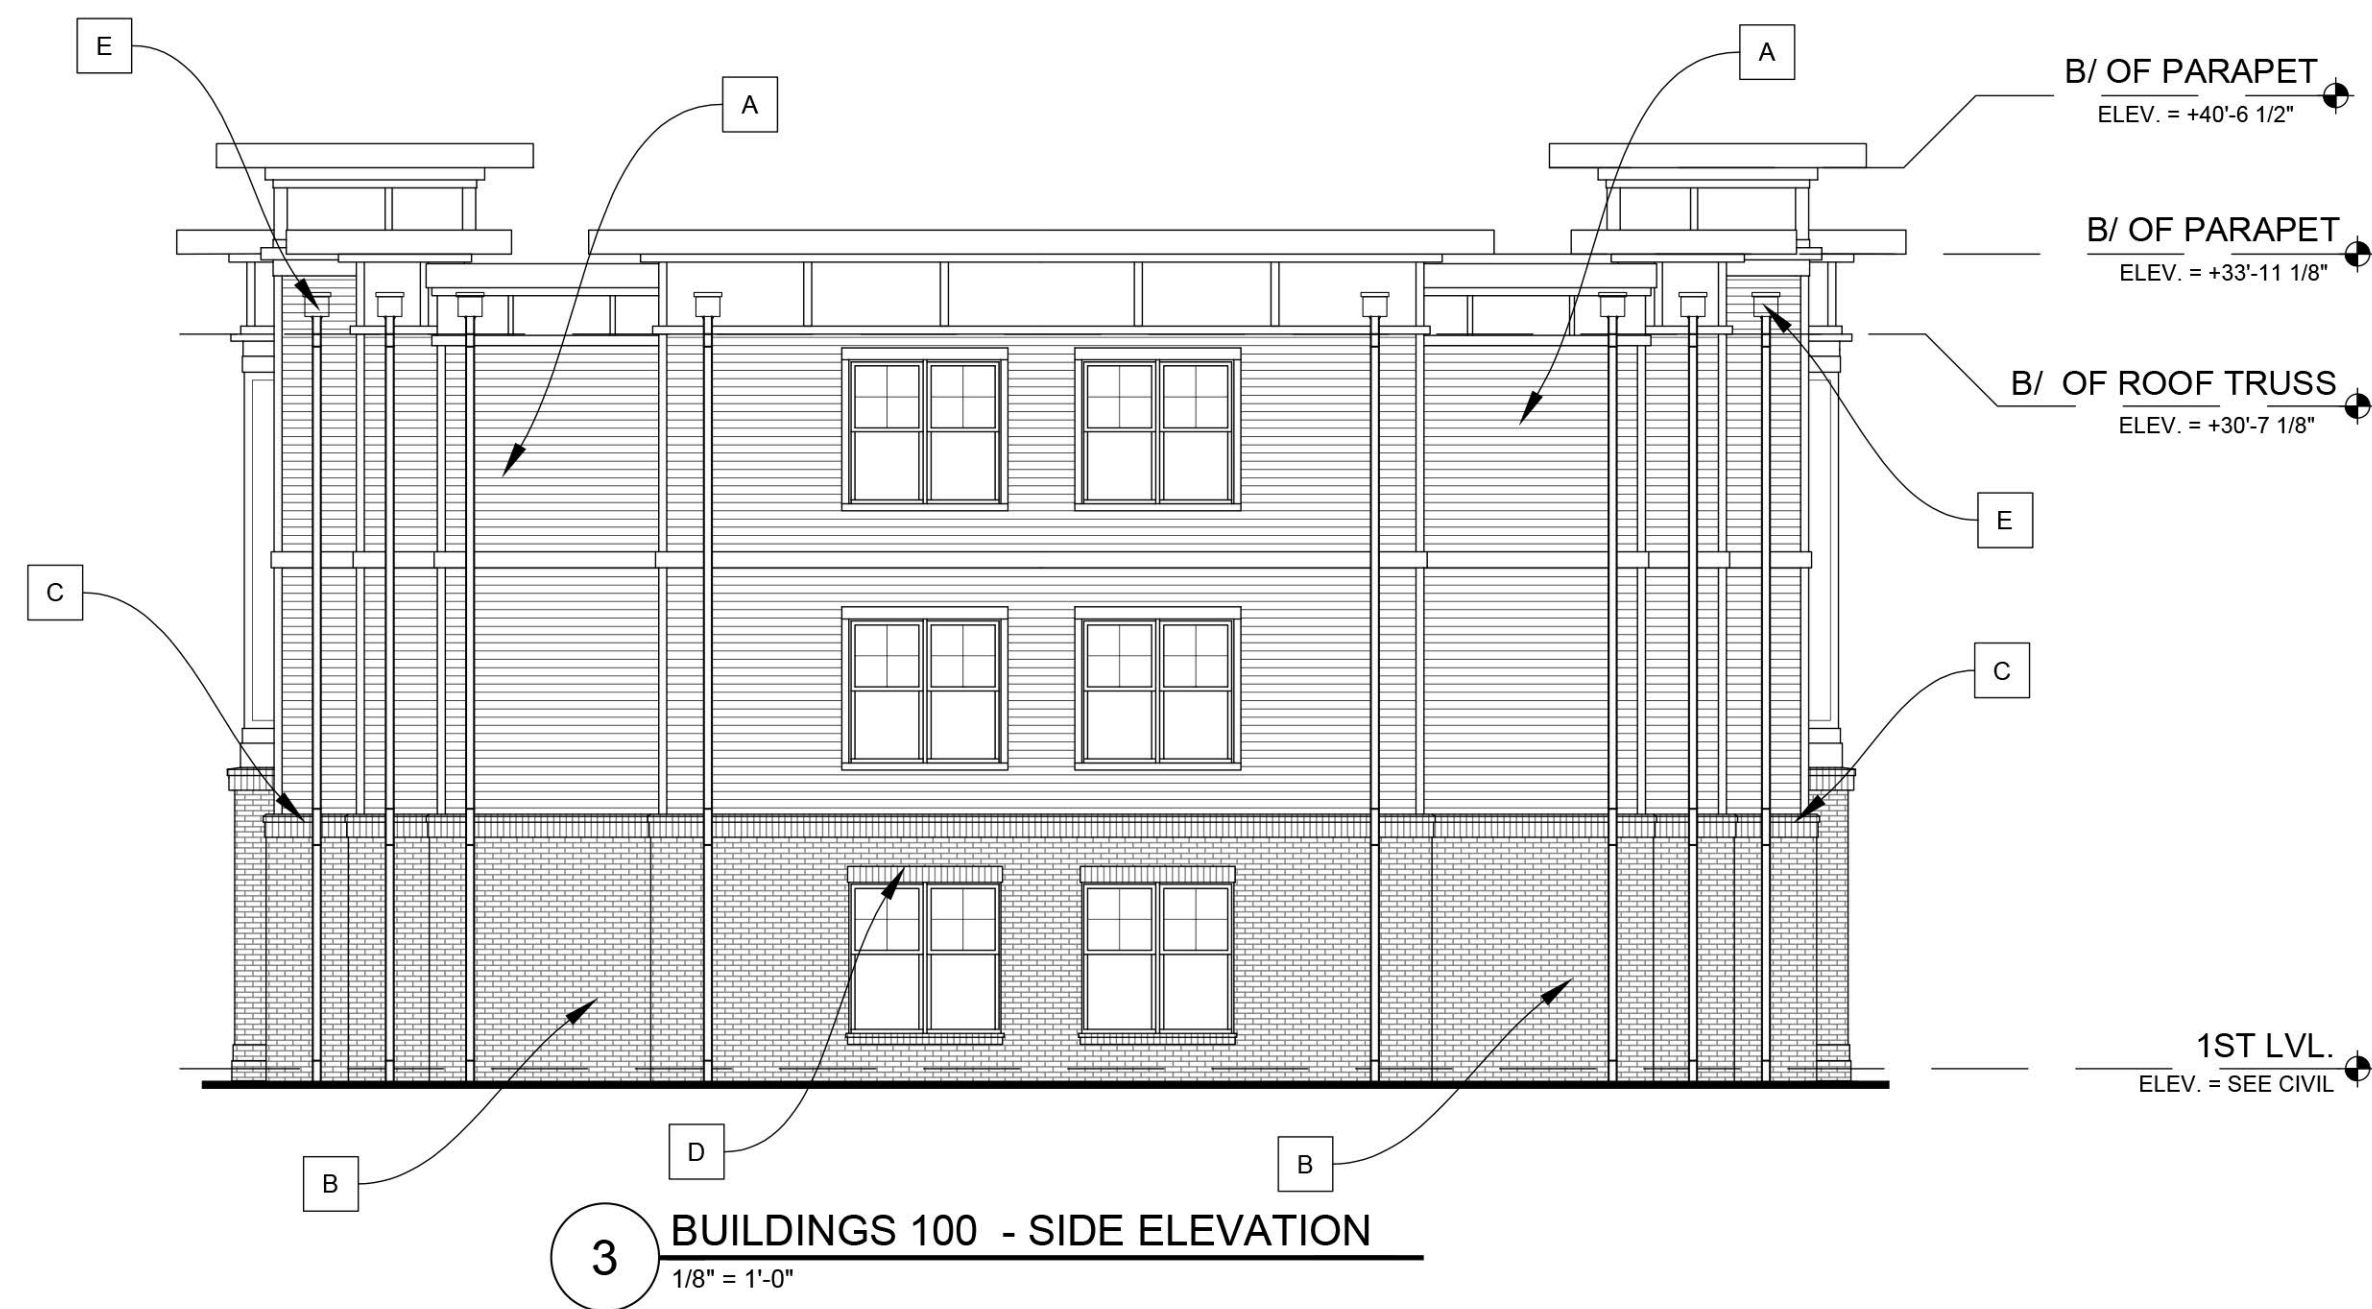 E
A
A
B/ OF PARAPET
ELEV. = +40'-6 1/2"
B/ OF PARAPET
ELEV. = +33'-11 1/8"
B/ OF ROOF TRUSS
ELEV. = +30'-7 1/8"
E
C
C
1ST LVL.
ELEV. = SEE CIVIL
D
B
B
3
BUILDINGS 100 - SIDE ELEVATION
1/8" = 1'-0"